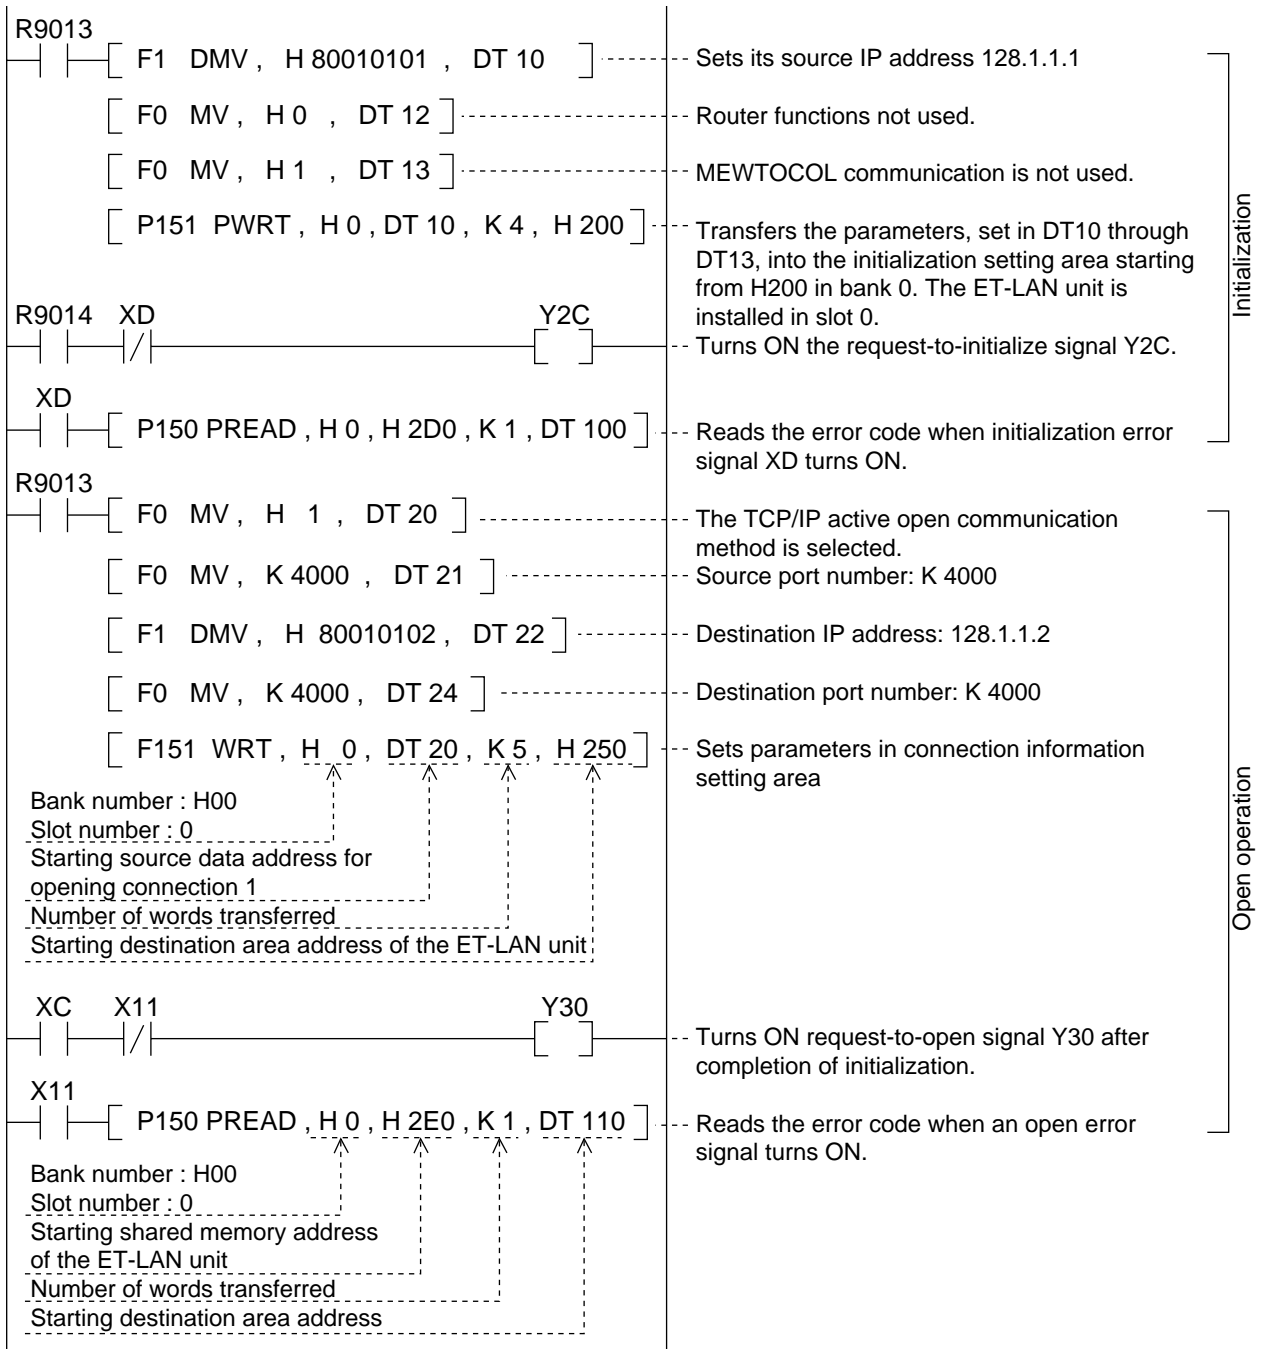 R9013
F1 DMV , H 80010101 , DT 10
Sets its source IP address 128.1.1.1
F0 MV , H 0 , DT 12
Router functions not used.
F0 MV , H 1 , DT 13
MEWTOCOL communication is not used.
P151 PWRT , H 0 , DT 10 , K 4 , H 200
Transfers the parameters, set in DT10 through
DT13, into the initialization setting area starting
from H200 in bank 0. The ET-LAN unit is
installed in slot 0.
Initialization
R9014 XD Y2C
Turns ON the request-to-initialize signal Y2C.
XD
P150 PREAD , H 0 , H 2D0 , K 1 , DT 100
Reads the error code when initialization error
signal XD turns ON.
R9013
F0 MV , H 1 , DT 20
The TCP/IP active open communication
method is selected.
F0 MV , K 4000 , DT 21
Source port number: K 4000
F1 DMV , H 80010102 , DT 22
Destination IP address: 128.1.1.2
F0 MV , K 4000 , DT 24
Destination port number: K 4000
F151 WRT , H 0 , DT 20 , K 5 , H 250
Sets parameters in connection information
setting area
Bank number : H00
Slot number : 0
Starting source data address for
opening connection 1
Number of words transferred
Starting destination area address of the ET-LAN unit
Open operation
XC X11 Y30
Turns ON request-to-open signal Y30 after
completion of initialization.
X11
P150 PREAD , H 0 , H 2E0 , K 1 , DT 110
Reads the error code when an open error
signal turns ON.
Bank number : H00
Slot number : 0
Starting shared memory address
of the ET-LAN unit
Number of words transferred
Starting destination area address